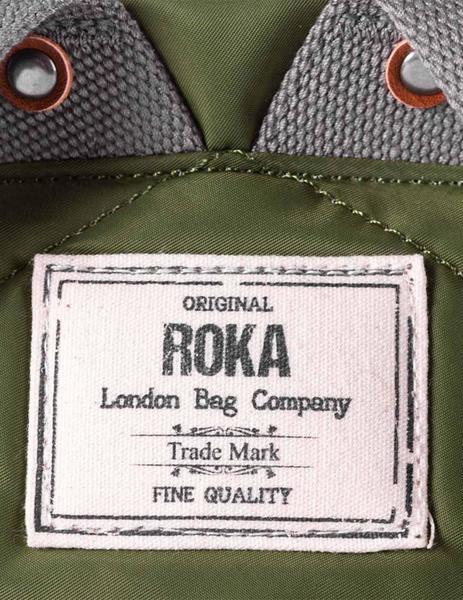 ORIGINAL
ROKA
London Bag Company
Trade Mark
FINE QUALITY